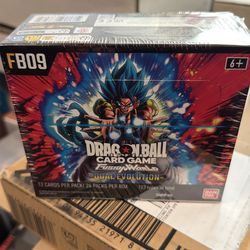 FB09
6+
DRAGON BALL
CARD GAME
FUSION WORLD
DUAL EVOLUTION
12 CARDS PER PACK / 24 PACKS PER BOX
BANDAI